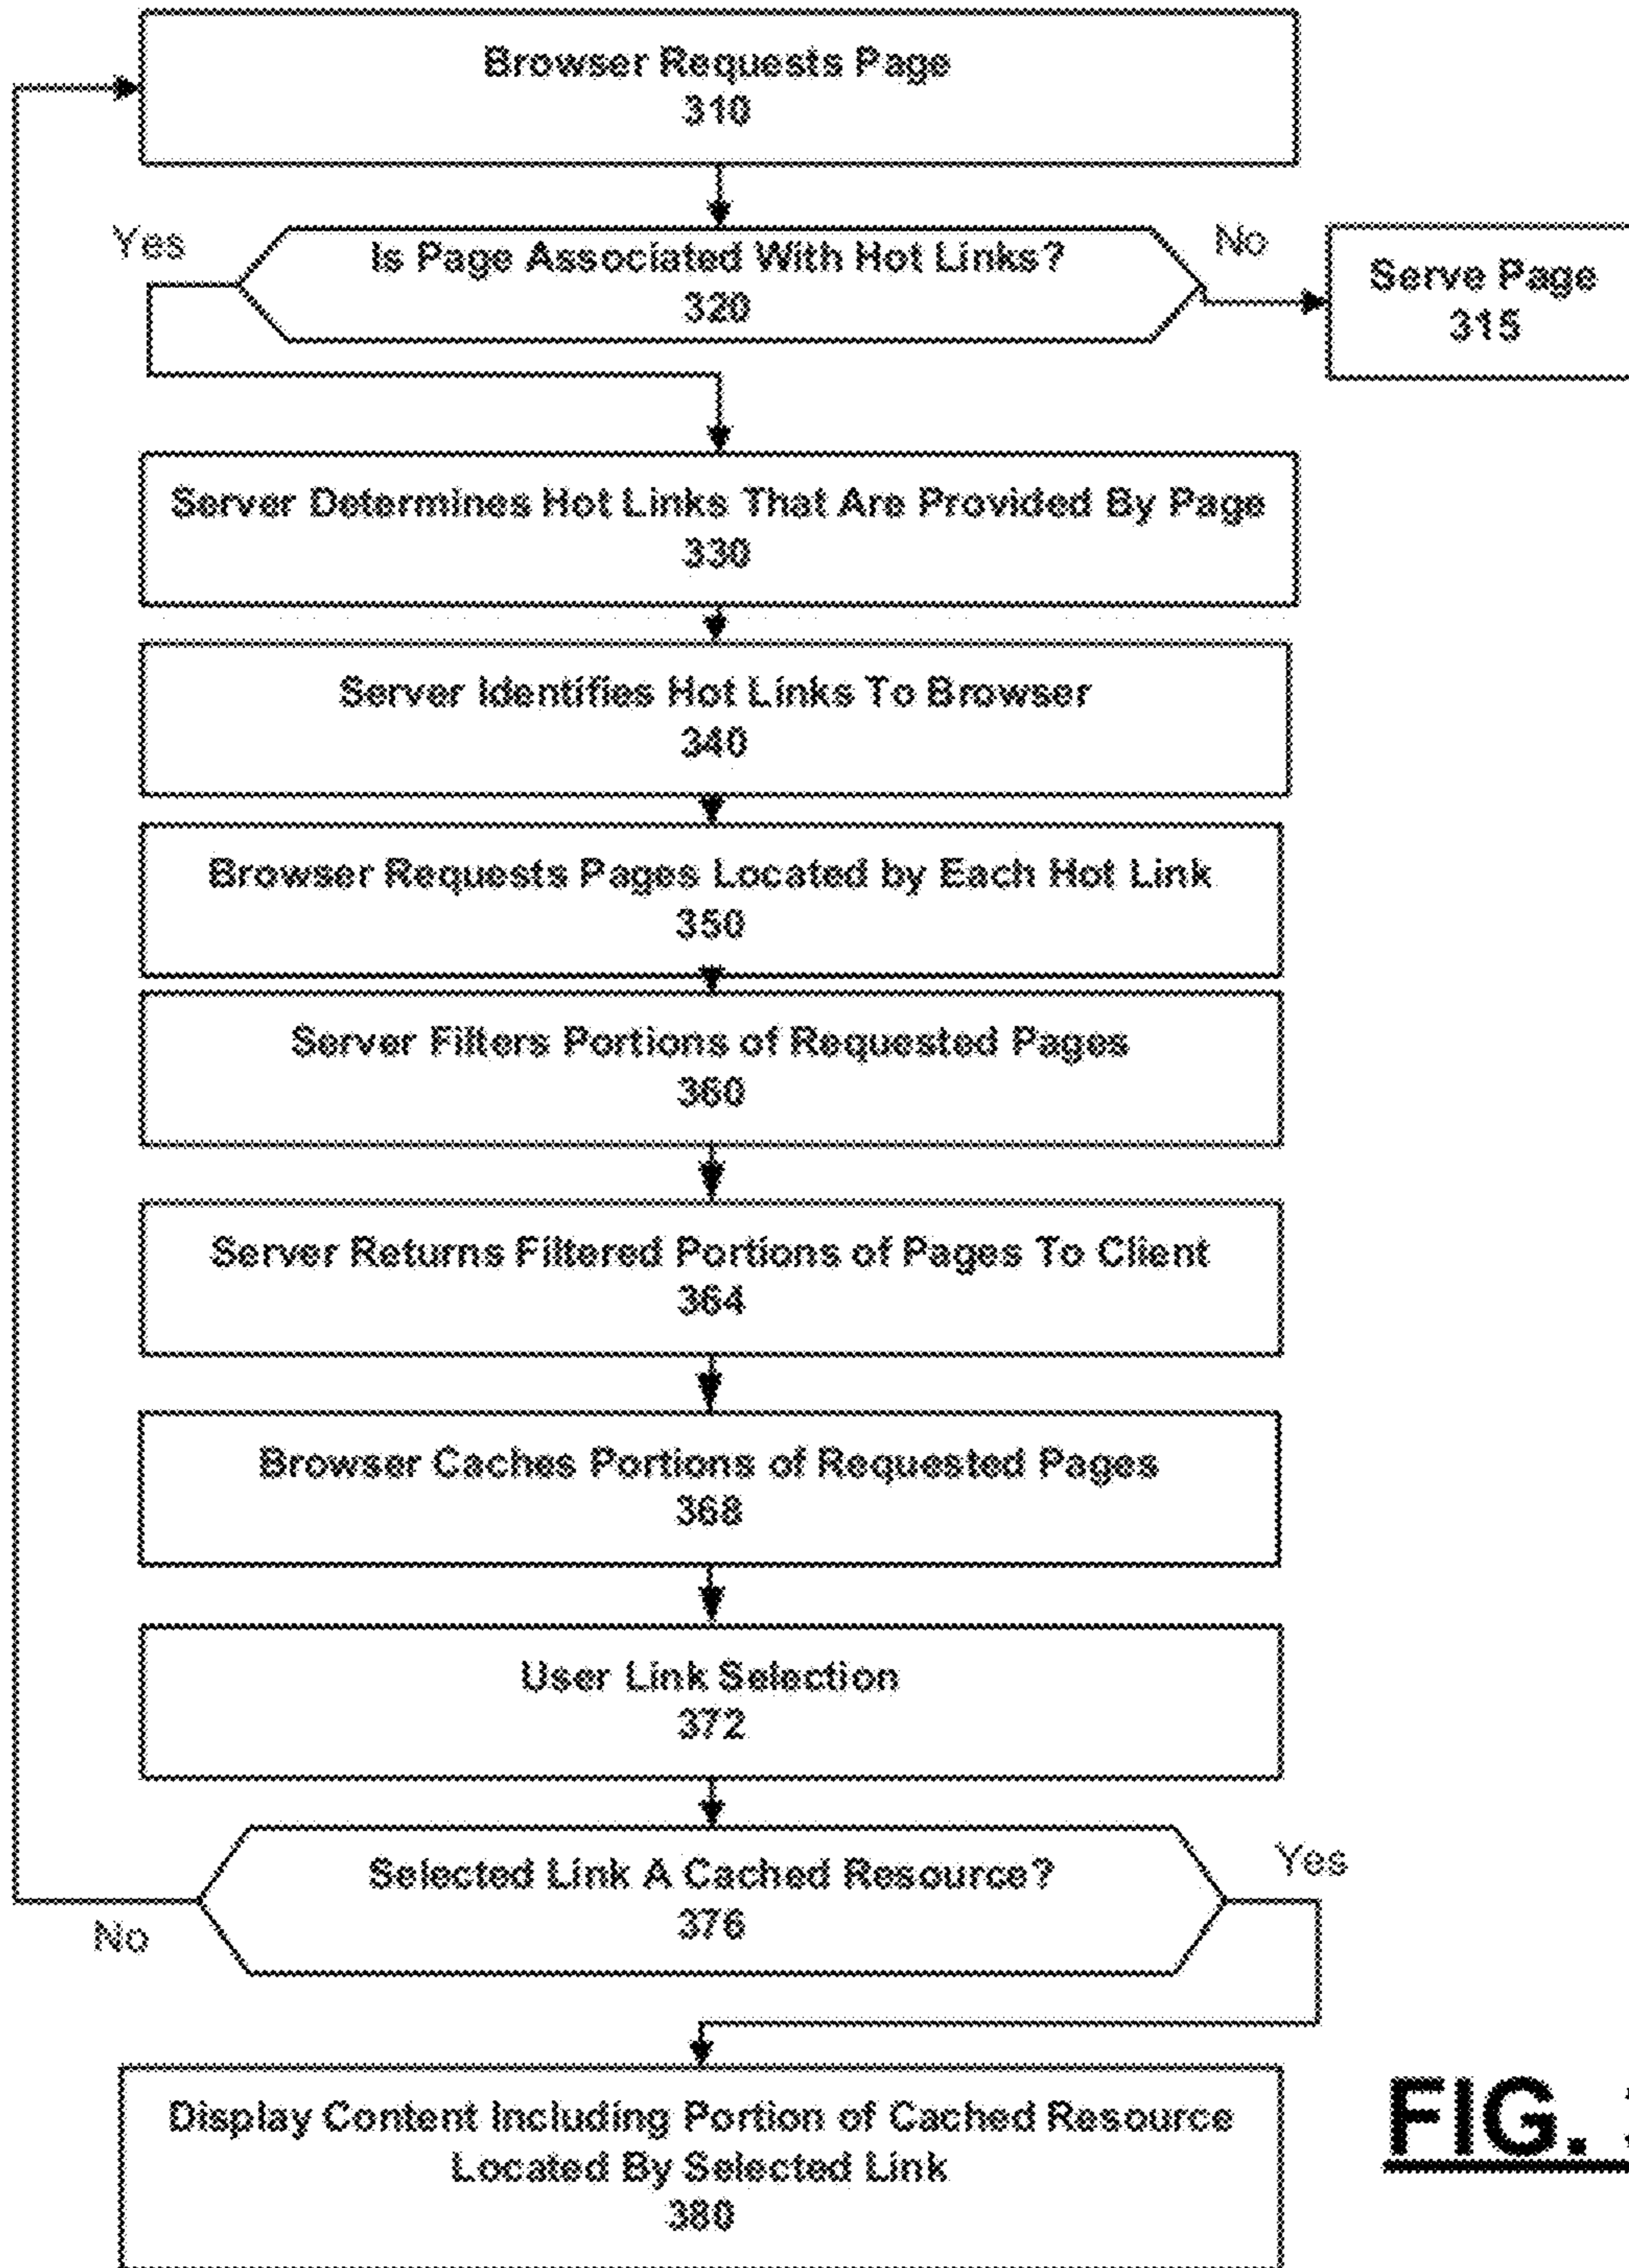 Browser Requests Page
310
Yes
Is Page Associated With Hot Links?
320
No
Serve Page
315
Server Determines Hot Links That Are Provided By Page
330
Server Identifies Hot Links To Browser
340
Browser Requests Pages Located by Each Hot Link
350
Server Filters Portions of Requested Pages
360
Server Returns Filtered Portions of Pages To Client
364
Browser Caches Portions of Requested Pages
368
User Link Selection
372
Selected Link A Cached Resource?
376
Yes
No
Display Content Including Portion of Cached Resource
Located By Selected Link
380
FIG.